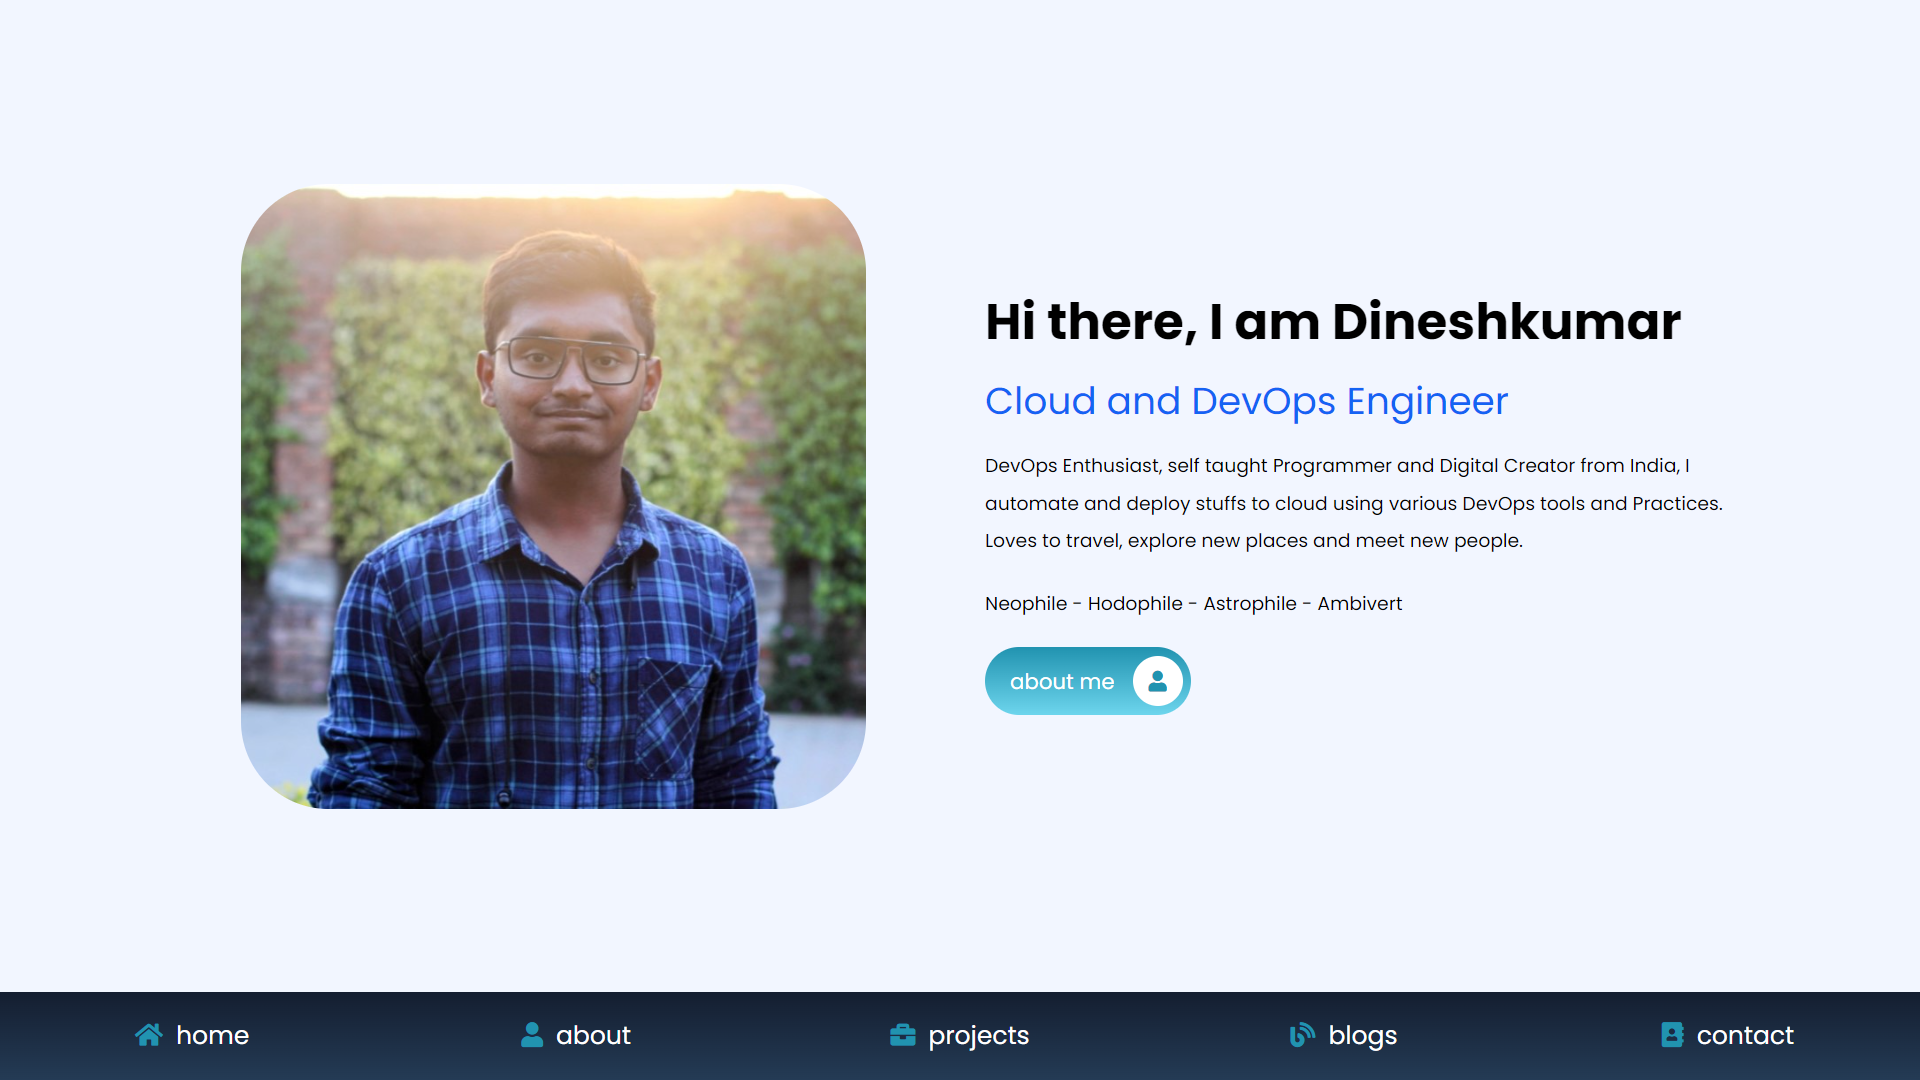 Hi there, I am Dineshkumar
Cloud and DevOps Engineer
DevOps Enthusiast, self taught Programmer and Digital Creator from India, I
automate and deploy stuffs to cloud using various DevOps tools and Practices.
Loves to travel, explore new places and meet new people.
Neophile - Hodophile - Astrophile - Ambivert
about me
home
about
projects
blogs
contact